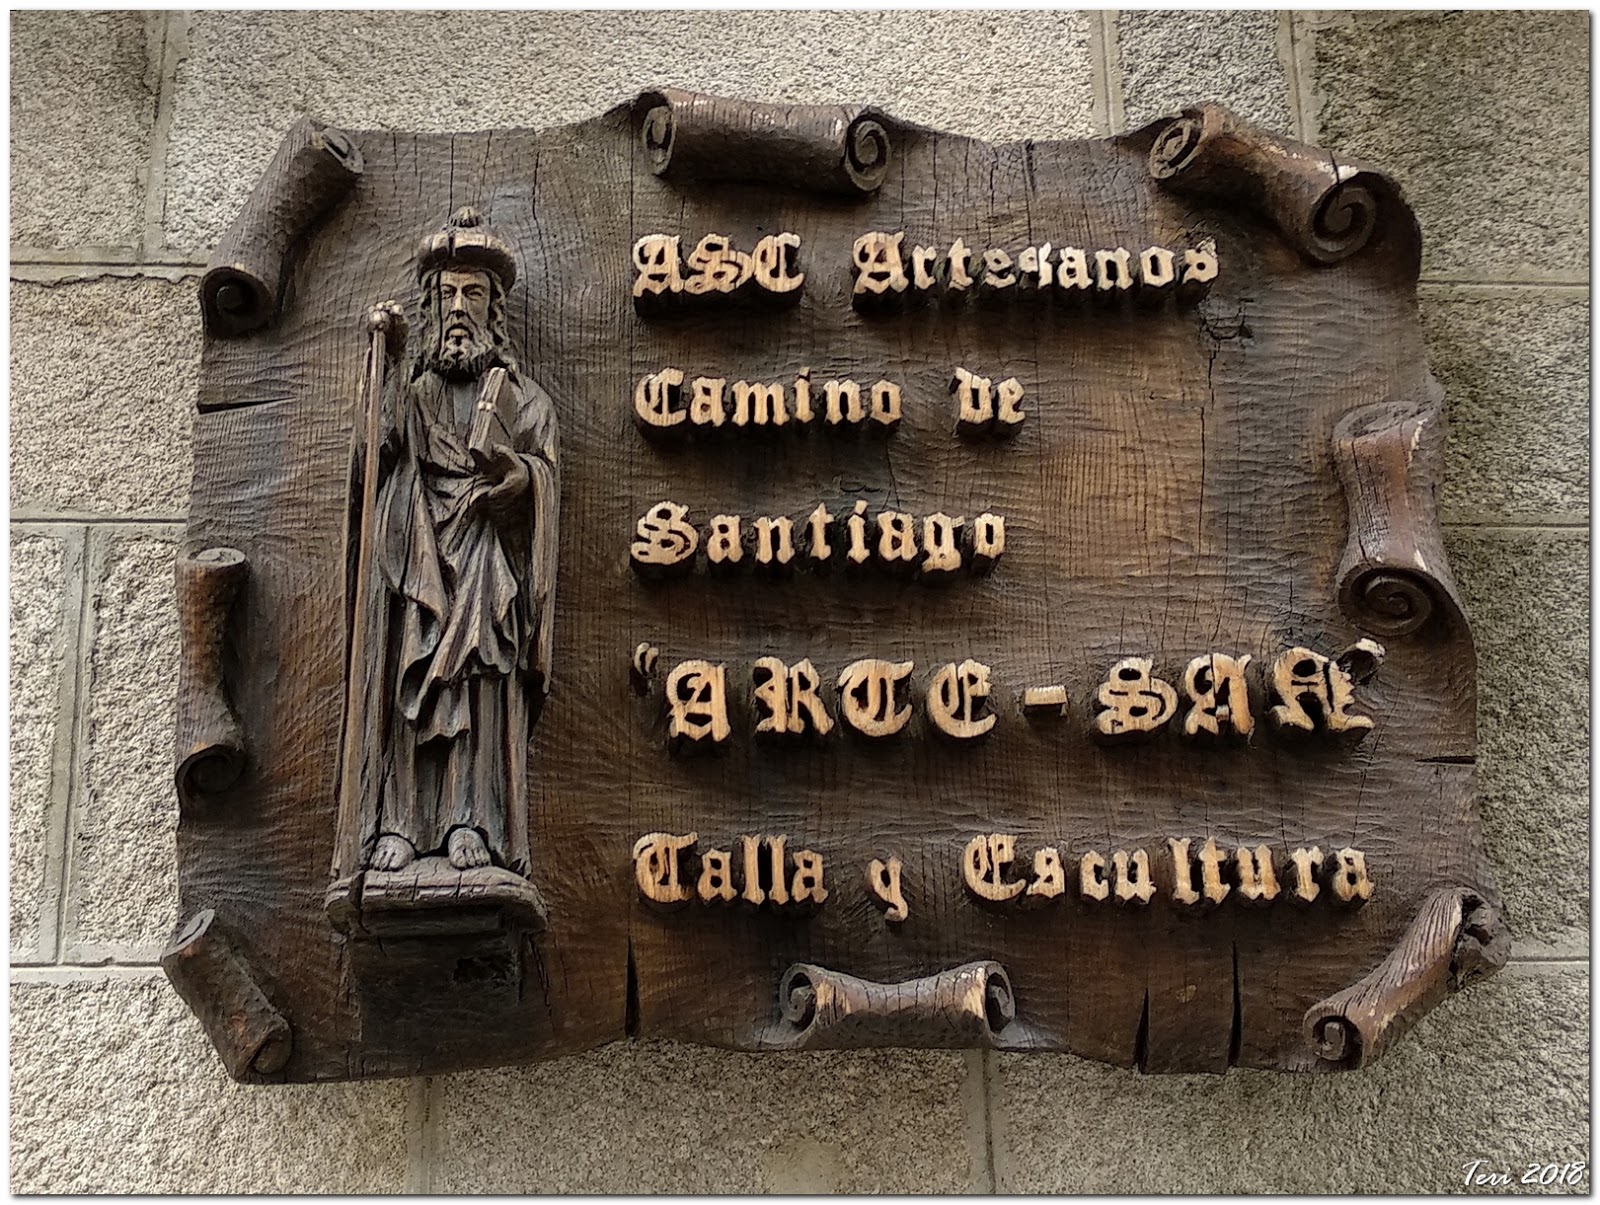 ASC Artesanos
Camino de
Santiago
"ARTE - SAN"
Talla y Escultura
Teri 2018